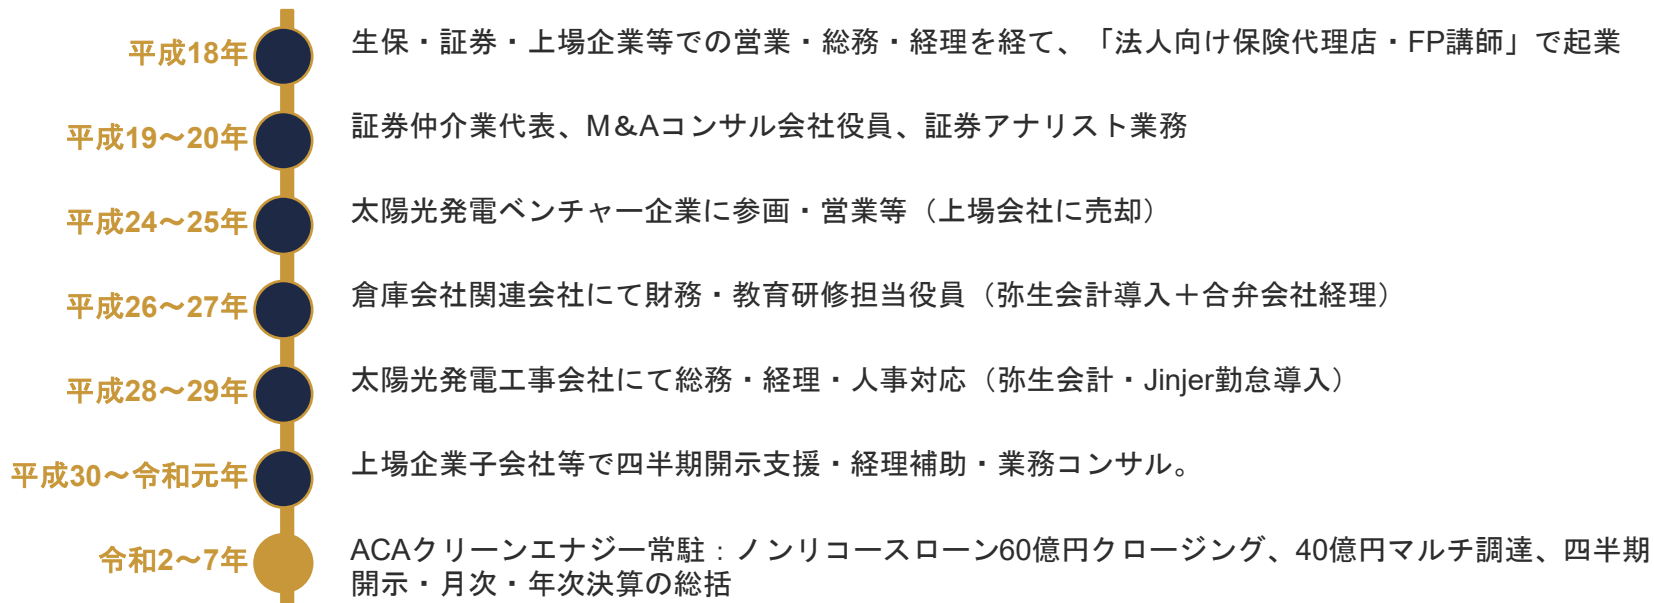 平成18年
生保・証券・上場企業等での営業・総務・経理を経て、「法人向け保険代理店・FP講師」で起業
平成19～20年
証券仲介業代表、M＆Aコンサル会社役員、証券アナリスト業務
平成24～25年
太陽光発電ベンチャー企業に参画・営業等（上場会社に売却）
平成26～27年
倉庫会社関連会社にて財務・教育研修担当役員（弥生会計導入＋合弁会社経理）
平成28～29年
太陽光発電工事会社にて総務・経理・人事対応（弥生会計・Jinjer勤怠導入）
平成30～令和元年
上場企業子会社等で四半期開示支援・経理補助・業務コンサル。
令和2～7年
ACAクリーンエナジー常駐：ノンリコースローン60億円クロージング、40億円マルチ調達、四半期
開示・月次・年次決算の総括